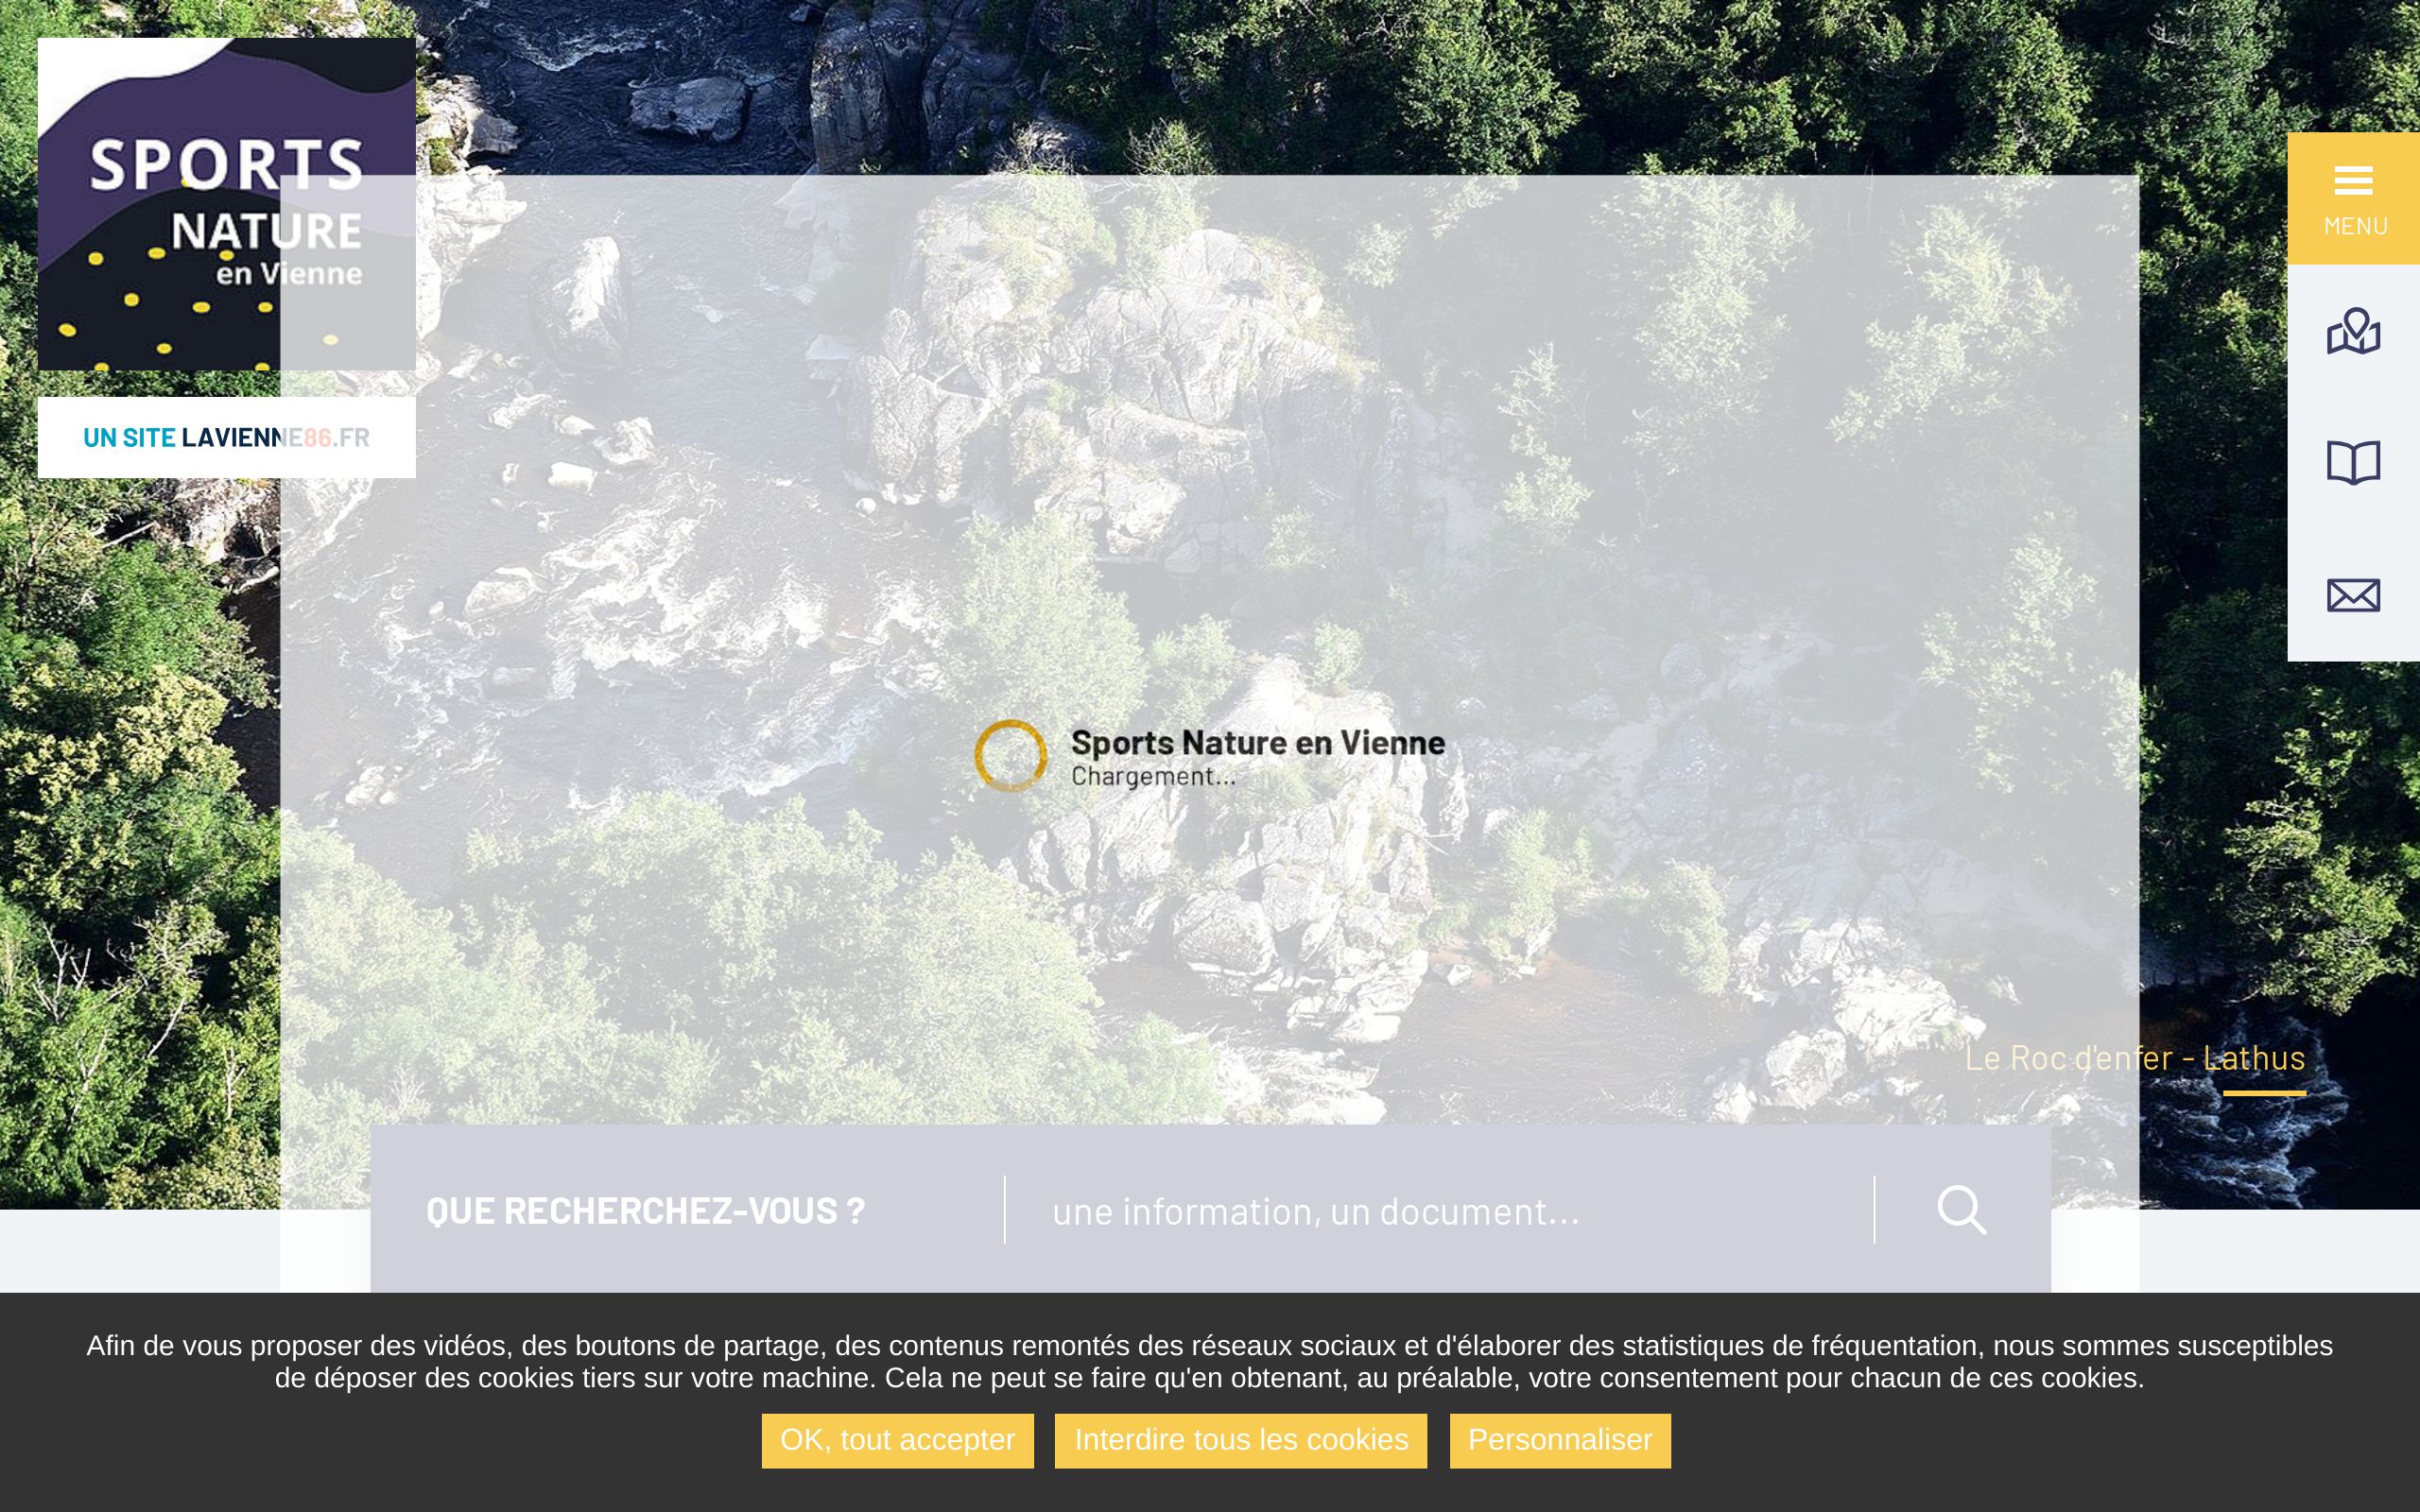 SPORTS
NATURE
en Vienne
UN SITE LAVIENNE86.FR
MENU
Sports Nature en Vienne
Chargement...
Le Roc d'enfer - Lathus
QUE RECHERCHEZ-VOUS ?
une information, un document...
Afin de vous proposer des vidéos, des boutons de partage, des contenus remontés des réseaux sociaux et d'élaborer des statistiques de fréquentation, nous sommes susceptibles
de déposer des cookies tiers sur votre machine. Cela ne peut se faire qu'en obtenant, au préalable, votre consentement pour chacun de ces cookies.
OK, tout accepter
Interdire tous les cookies
Personnaliser